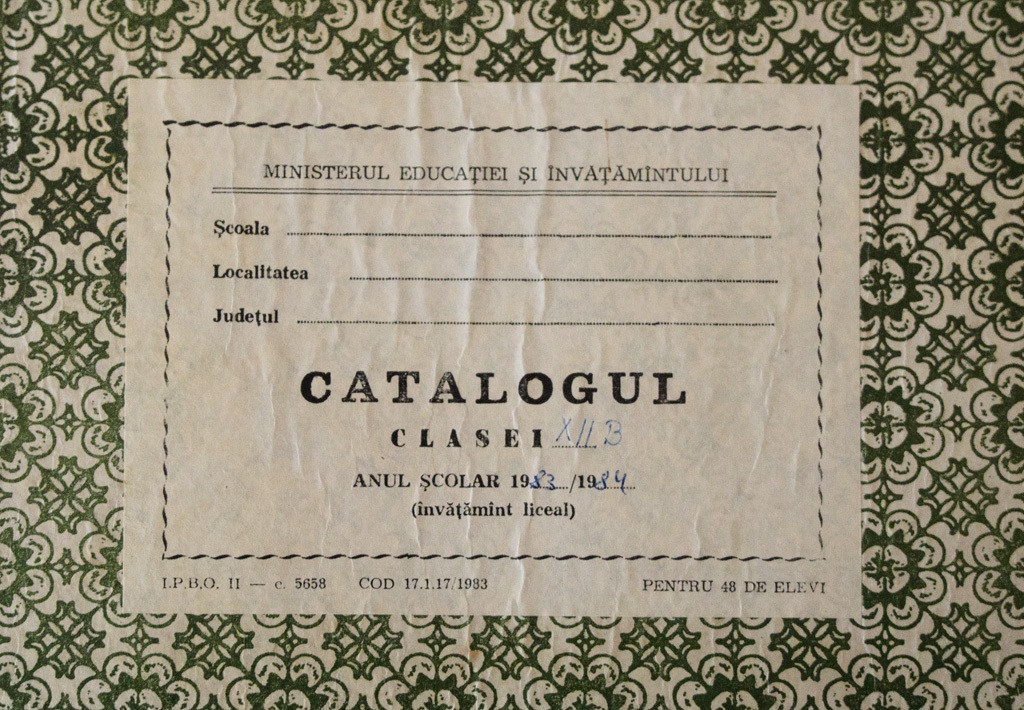 MINISTERUL EDUCAȚIEI ȘI ÎNVĂȚĂMÎNTULUI
Școala
Localitatea
Județul
CATALOGUL
CLASEI XII B
ANUL ȘCOLAR 1983/1984
(învățămînt liceal)
I.P.B.O. II — c. 5658 COD 17.1.17/1983 PENTRU 48 DE ELEVI